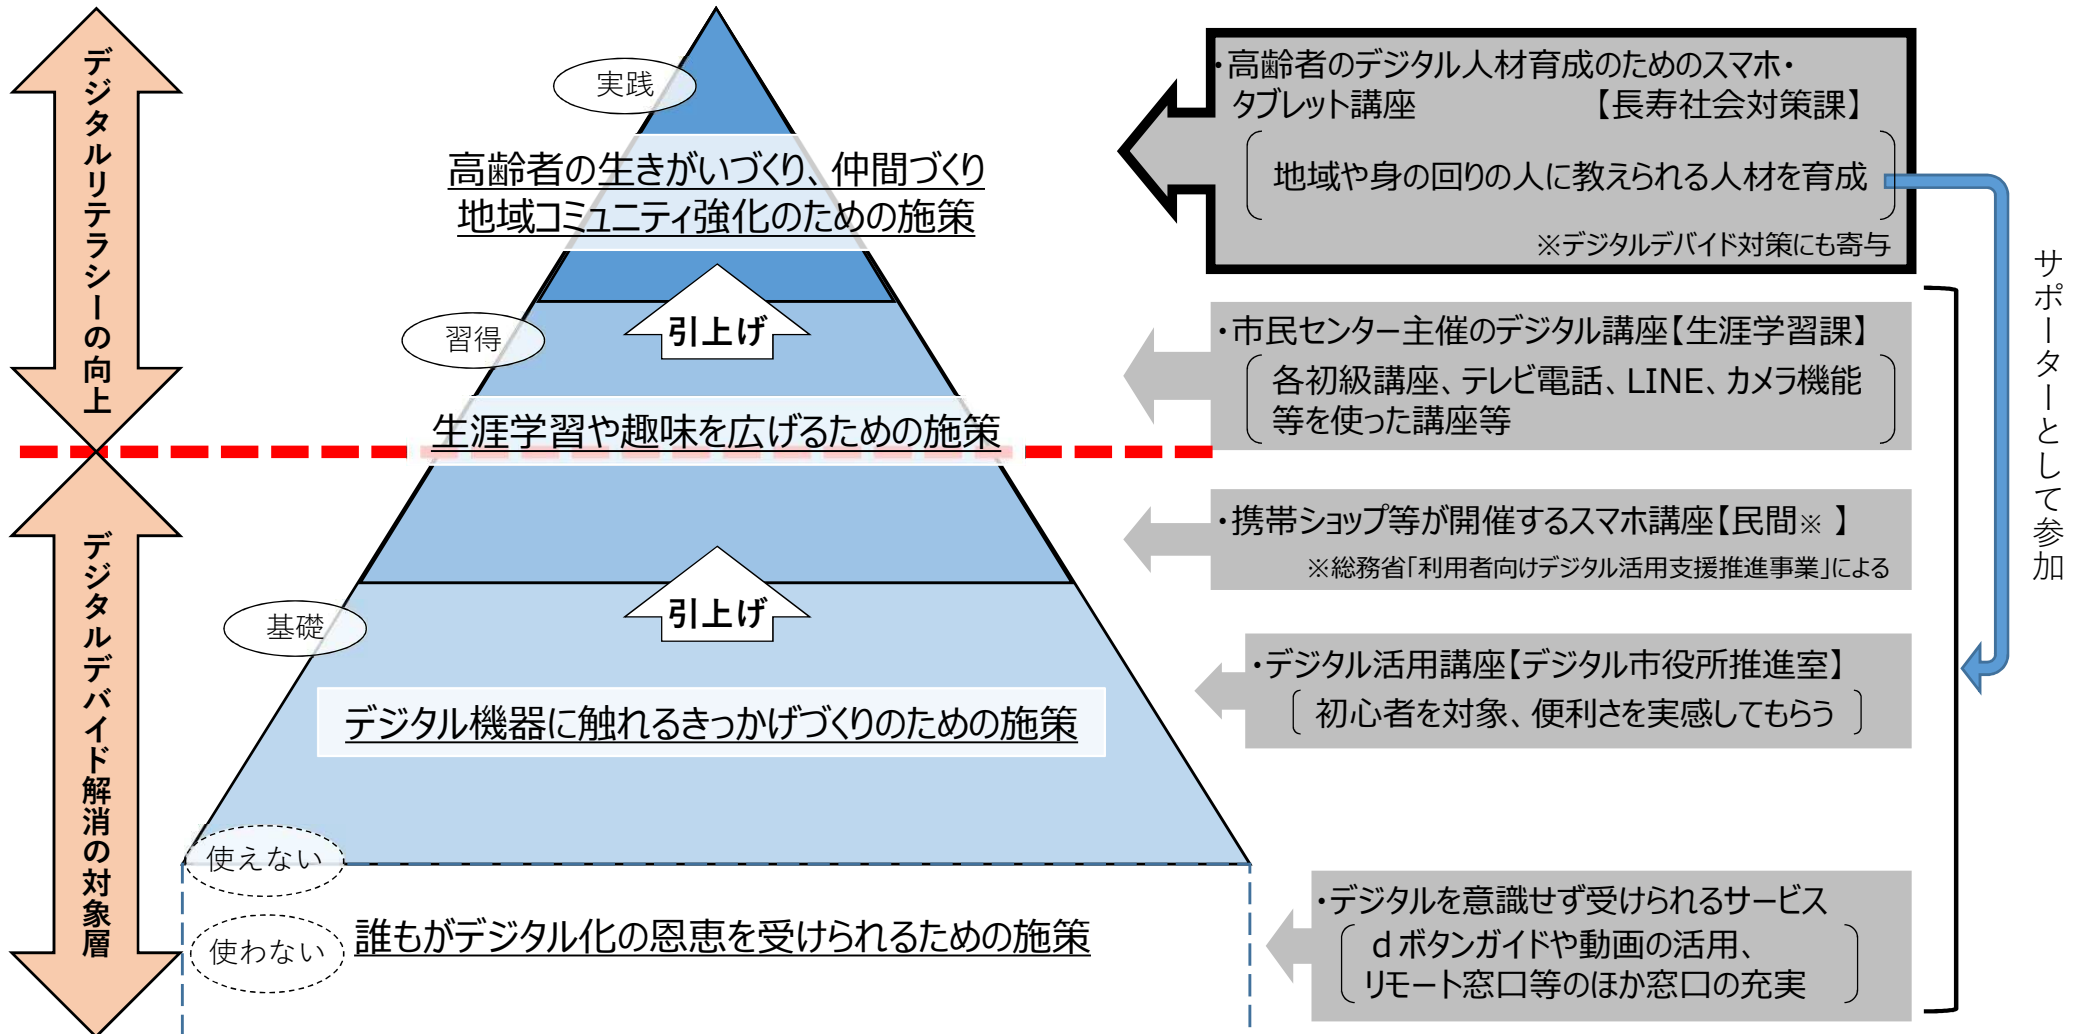 デジタルリテラシーの向上
デジタルデバイド解消の対象層
実践
高齢者の生きがいづくり、仲間づくり
地域コミュニティ強化のための施策
引上げ
習得
生涯学習や趣味を広げるための施策
引上げ
基礎
デジタル機器に触れるきっかけづくりのための施策
使えない
使わない
誰もがデジタル化の恩恵を受けられるための施策
・高齢者のデジタル人材育成のためのスマホ・
タブレット講座 【長寿社会対策課】
地域や身の回りの人に教えられる人材を育成
※デジタルデバイド対策にも寄与
・市民センター主催のデジタル講座【生涯学習課】
各初級講座、テレビ電話、LINE、カメラ機能
等を使った講座等
・携帯ショップ等が開催するスマホ講座【民間※ 】
※総務省「利用者向けデジタル活用支援推進事業」による
・デジタル活用講座【デジタル市役所推進室】
初心者を対象、便利さを実感してもらう
・デジタルを意識せず受けられるサービス
ｄボタンガイドや動画の活用、
リモート窓口等のほか窓口の充実
サポーターとして参加